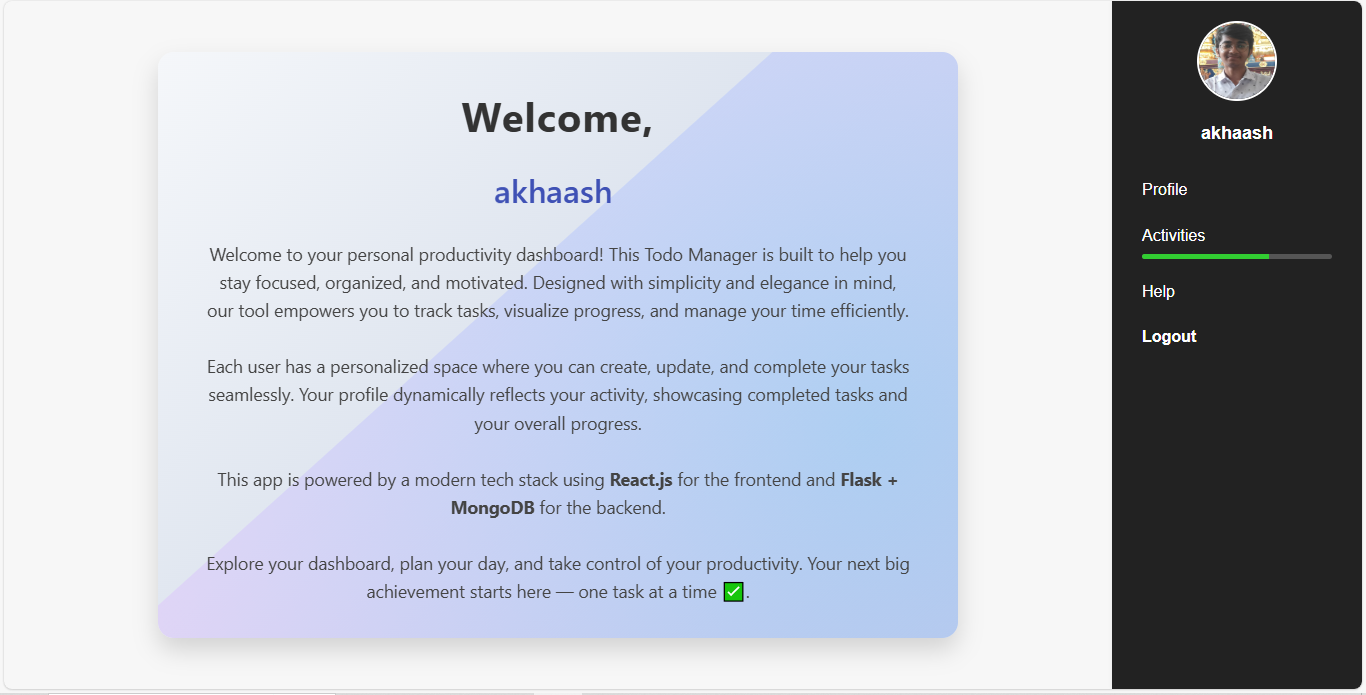 Welcome,
akhaash
Welcome to your personal productivity dashboard! This Todo Manager is built to help you
stay focused, organized, and motivated. Designed with simplicity and elegance in mind,
our tool empowers you to track tasks, visualize progress, and manage your time efficiently.
Each user has a personalized space where you can create, update, and complete your tasks
seamlessly. Your profile dynamically reflects your activity, showcasing completed tasks and
your overall progress.
This app is powered by a modern tech stack using React.js for the frontend and Flask +
MongoDB for the backend.
Explore your dashboard, plan your day, and take control of your productivity. Your next big
achievement starts here — one task at a time ✅.
akhaash
Profile
Activities
Help
Logout